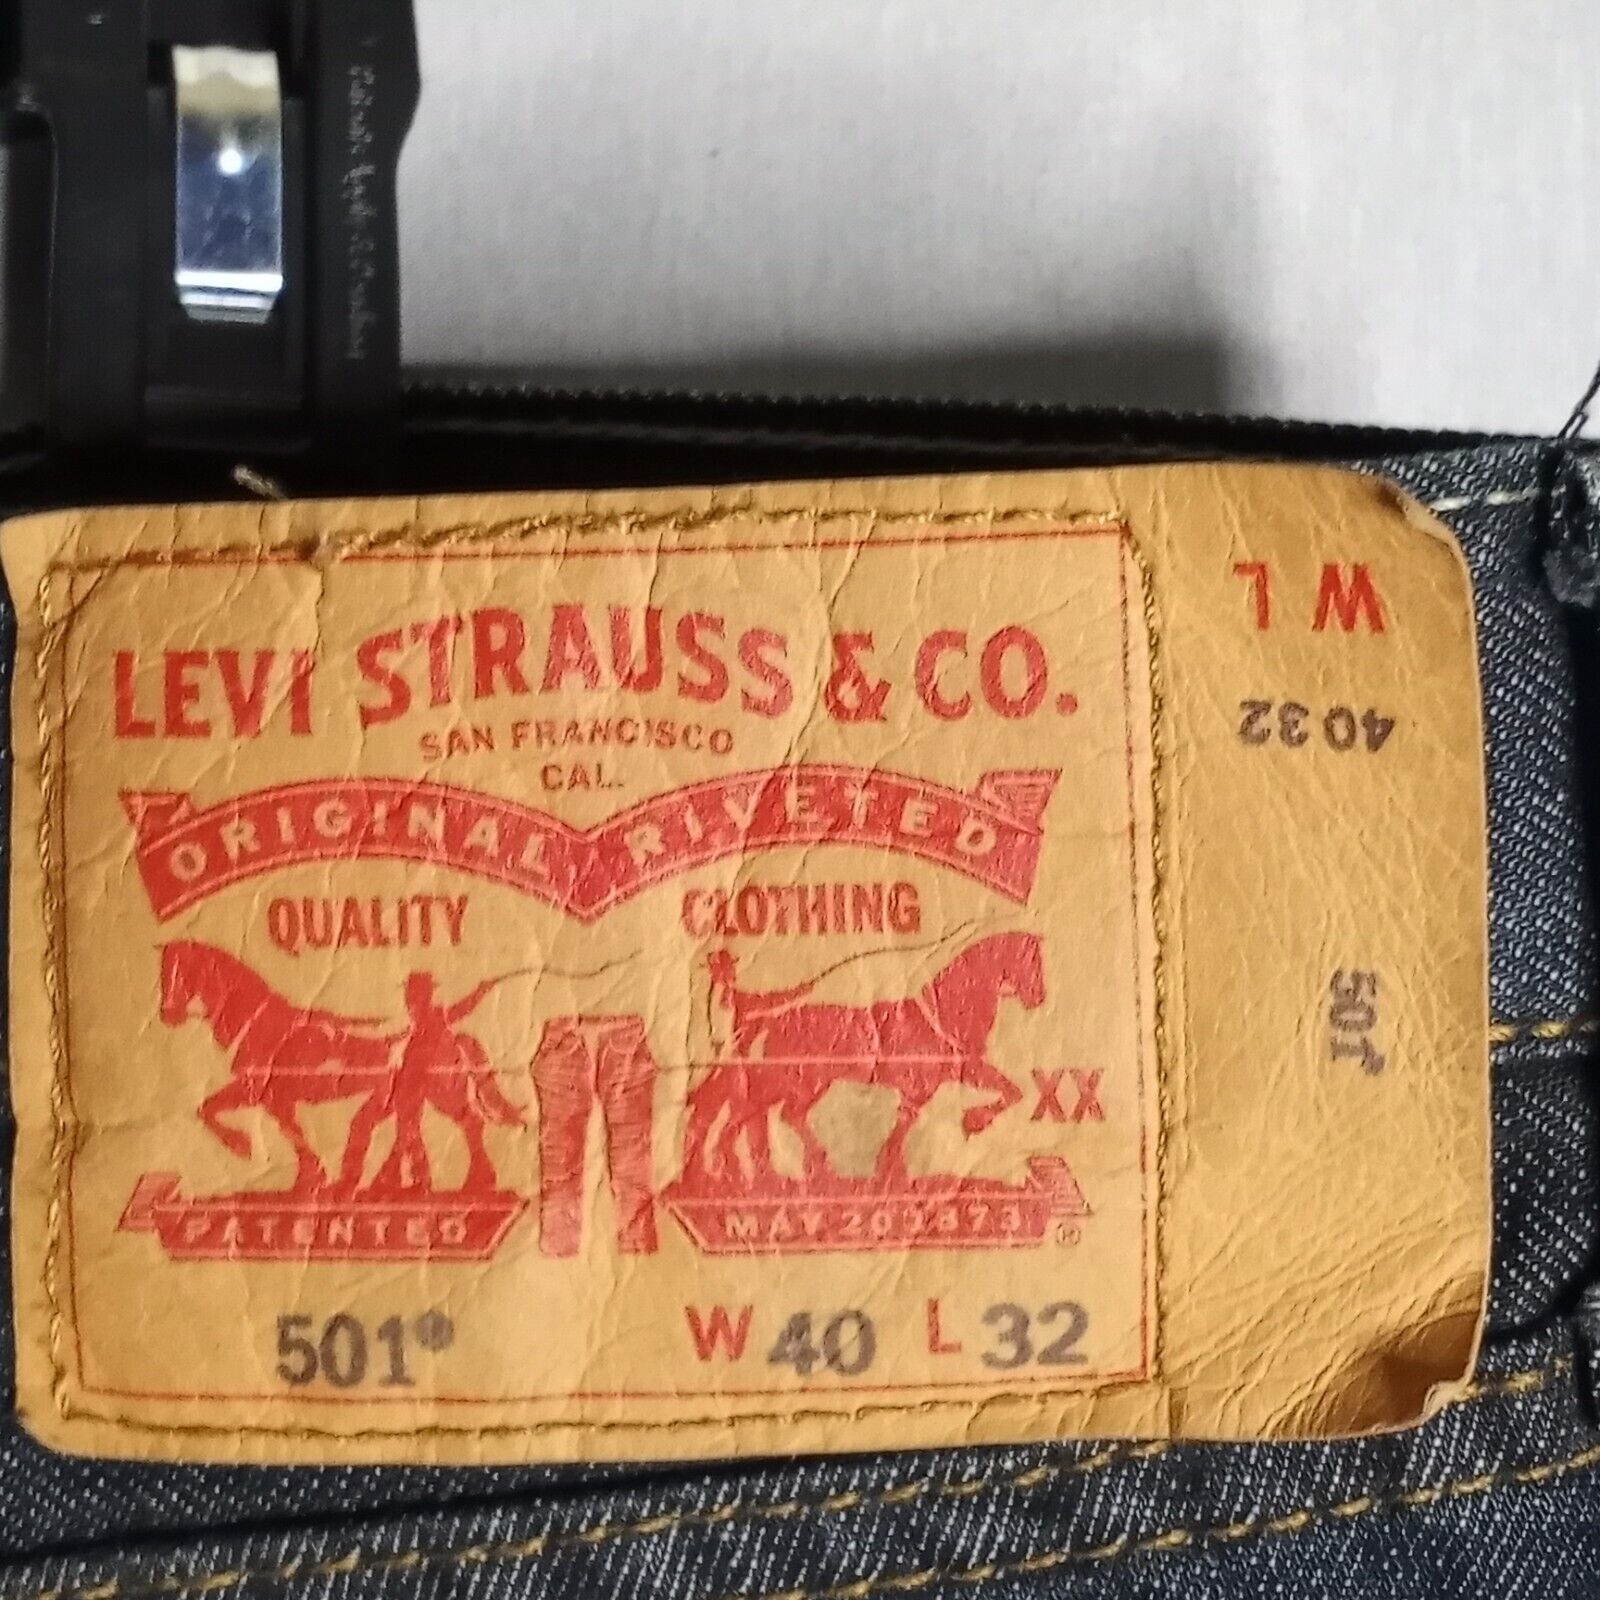 LEVI STRAUSS & CO.
SAN FRANCISCO
CAL.
ORIGINAL RIVETED
QUALITY CLOTHING
XX
PATENTED MAY 20 1873 ®
501® W 40 L 32
W L
40 32
501®